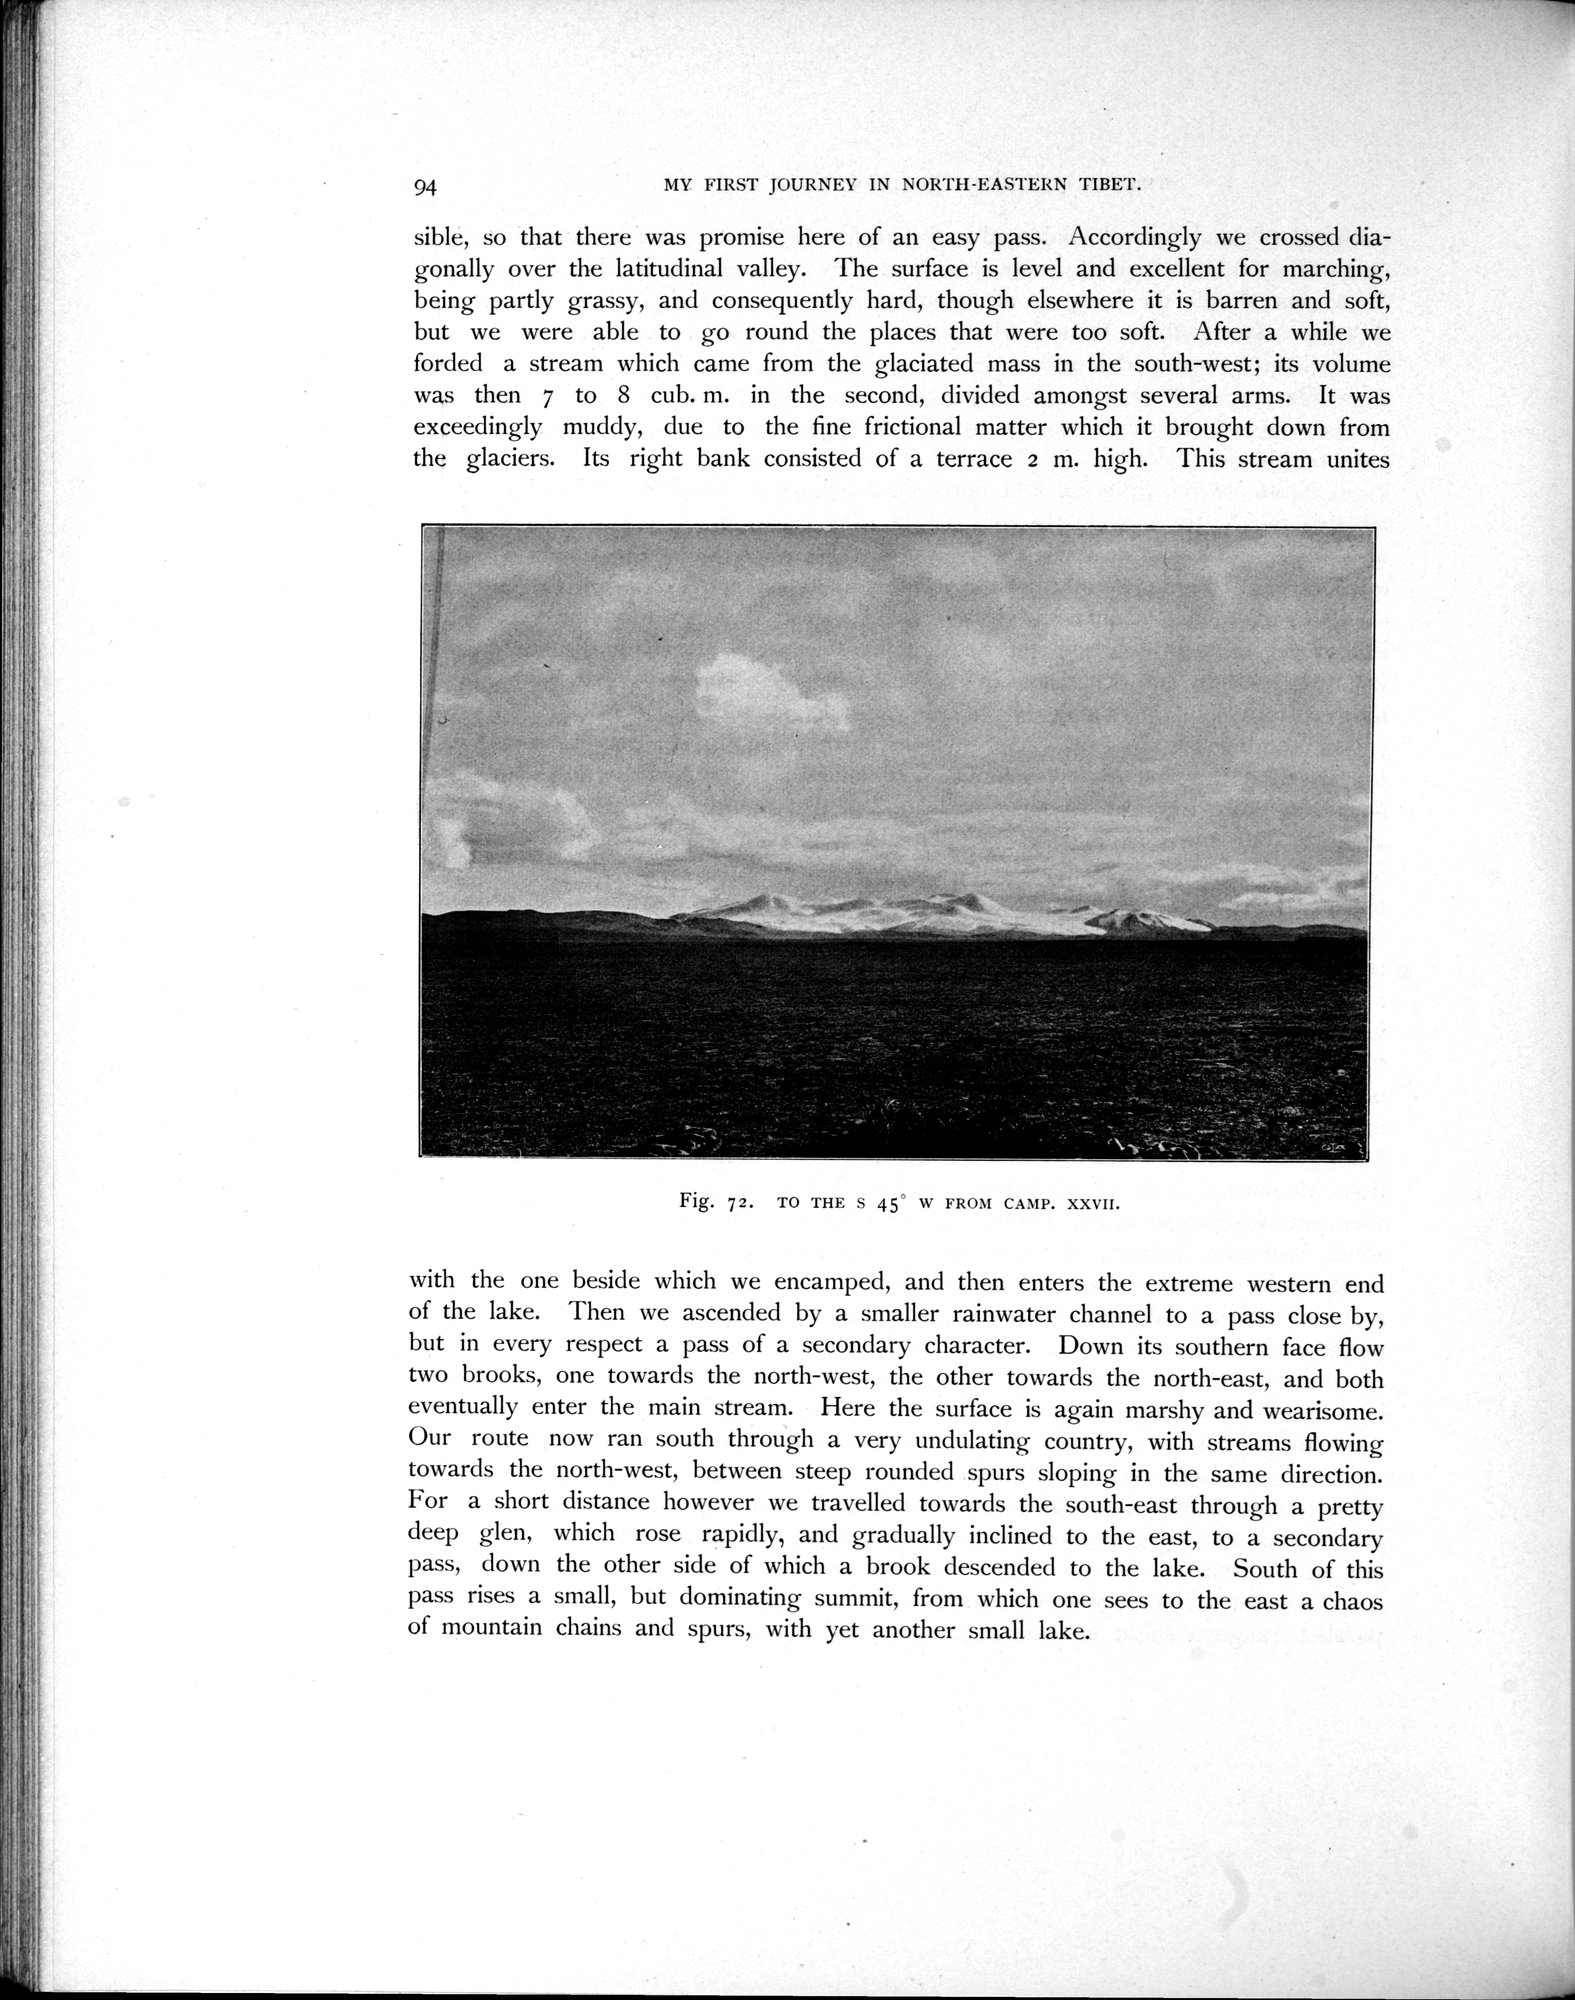 94 MY FIRST JOURNEY IN NORTH-EASTERN TIBET.
sible, so that there was promise here of an easy pass. Accordingly we crossed dia-
gonally over the latitudinal valley. The surface is level and excellent for marching,
being partly grassy, and consequently hard, though elsewhere it is barren and soft,
but we were able to go round the places that were too soft. After a while we
forded a stream which came from the glaciated mass in the south-west; its volume
was then 7 to 8 cub. m. in the second, divided amongst several arms. It was
exceedingly muddy, due to the fine frictional matter which it brought down from
the glaciers. Its right bank consisted of a terrace 2 m. high. This stream unites
Fig. 72. TO THE S 45° W FROM CAMP. XXVII.
with the one beside which we encamped, and then enters the extreme western end
of the lake. Then we ascended by a smaller rainwater channel to a pass close by,
but in every respect a pass of a secondary character. Down its southern face flow
two brooks, one towards the north-west, the other towards the north-east, and both
eventually enter the main stream. Here the surface is again marshy and wearisome.
Our route now ran south through a very undulating country, with streams flowing
towards the north-west, between steep rounded spurs sloping in the same direction.
For a short distance however we travelled towards the south-east through a pretty
deep glen, which rose rapidly, and gradually inclined to the east, to a secondary
pass, down the other side of which a brook descended to the lake. South of this
pass rises a small, but dominating summit, from which one sees to the east a chaos
of mountain chains and spurs, with yet another small lake.